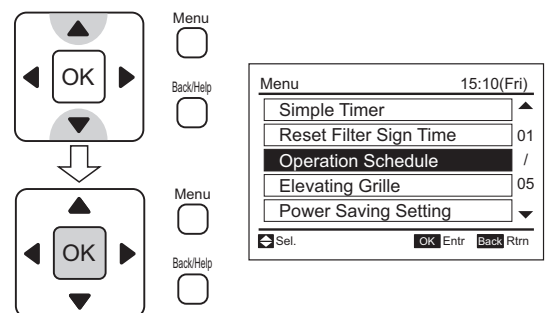 Menu
OK
Back/Help
Menu
OK
Back/Help
Menu 15:10(Fri)
Simple Timer
Reset Filter Sign Time 01
Operation Schedule /
Elevating Grille 05
Power Saving Setting
Sel. OK Entr Back Rtrn